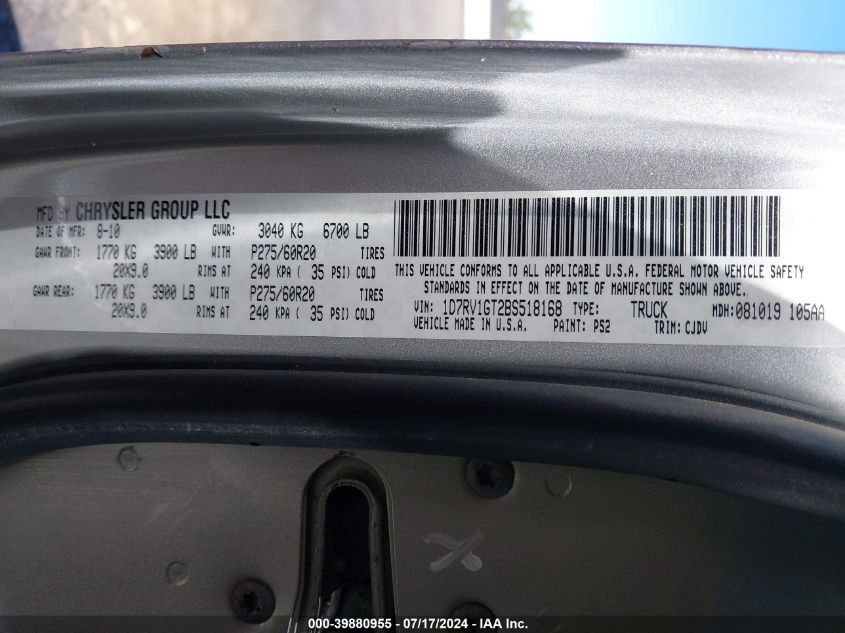 MFD BY CHRYSLER GROUP LLC
DATE OF MFR: 8-10 GVWR: 3040 KG 6700 LB
GAWR FRONT: 1770 KG 3900 LB WITH P275/60R20 TIRES
20X9.0 RIMS AT 240 KPA ( 35 PSI) COLD
GAWR REAR: 1770 KG 3900 LB WITH P275/60R20 TIRES
20X9.0 RIMS AT 240 KPA ( 35 PSI) COLD
THIS VEHICLE CONFORMS TO ALL APPLICABLE U.S.A. FEDERAL MOTOR VEHICLE SAFETY
STANDARDS IN EFFECT ON THE DATE OF MANUFACTURE SHOWN ABOVE.
VIN: 1D7RV1GT2BS518168 TYPE: TRUCK MDH: 081019 105AA
VEHICLE MADE IN U.S.A. PAINT: PS2 TRIM: CJDV
000-39880955 / 07/17/2024 - IAA Inc.